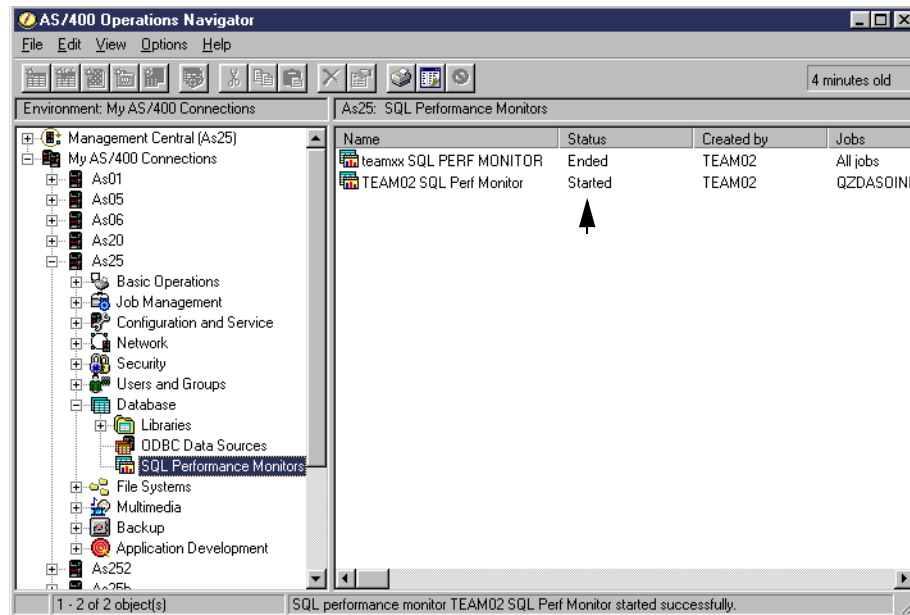 AS/400 Operations Navigator
File Edit View Options Help
4 minutes old
Environment: My AS/400 Connections
As25: SQL Performance Monitors
Management Central (As25)
My AS/400 Connections
As01
As05
As06
As20
As25
Basic Operations
Job Management
Configuration and Service
Network
Security
Users and Groups
Database
Libraries
ODBC Data Sources
SQL Performance Monitors
File Systems
Multimedia
Backup
Application Development
As252
As25b
Name Status Created by Jobs
teamxx SQL PERF MONITOR Ended TEAM02 All jobs
TEAM02 SQL Perf Monitor Started TEAM02
1 - 2 of 2 object(s)
SQL performance monitor TEAM02 SQL Perf Monitor started successfully.